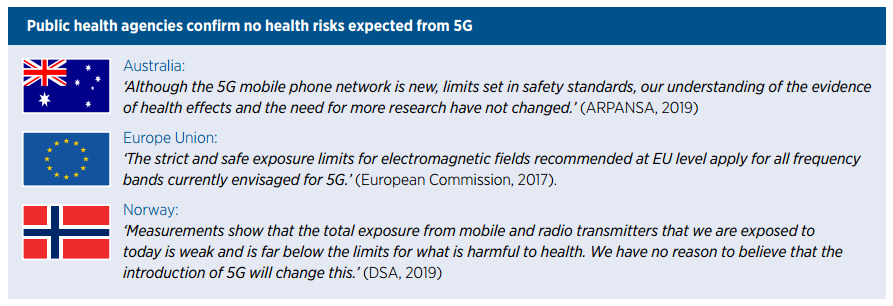 Public health agencies confirm no health risks expected from 5G
Australia:
‘Although the 5G mobile phone network is new, limits set in safety standards, our understanding of the evidence
of health effects and the need for more research have not changed.’ (ARPANSA, 2019)
Europe Union:
‘The strict and safe exposure limits for electromagnetic fields recommended at EU level apply for all frequency
bands currently envisaged for 5G.’ (European Commission, 2017).
Norway:
‘Measurements show that the total exposure from mobile and radio transmitters that we are exposed to
today is weak and is far below the limits for what is harmful to health. We have no reason to believe that the
introduction of 5G will change this.’ (DSA, 2019)